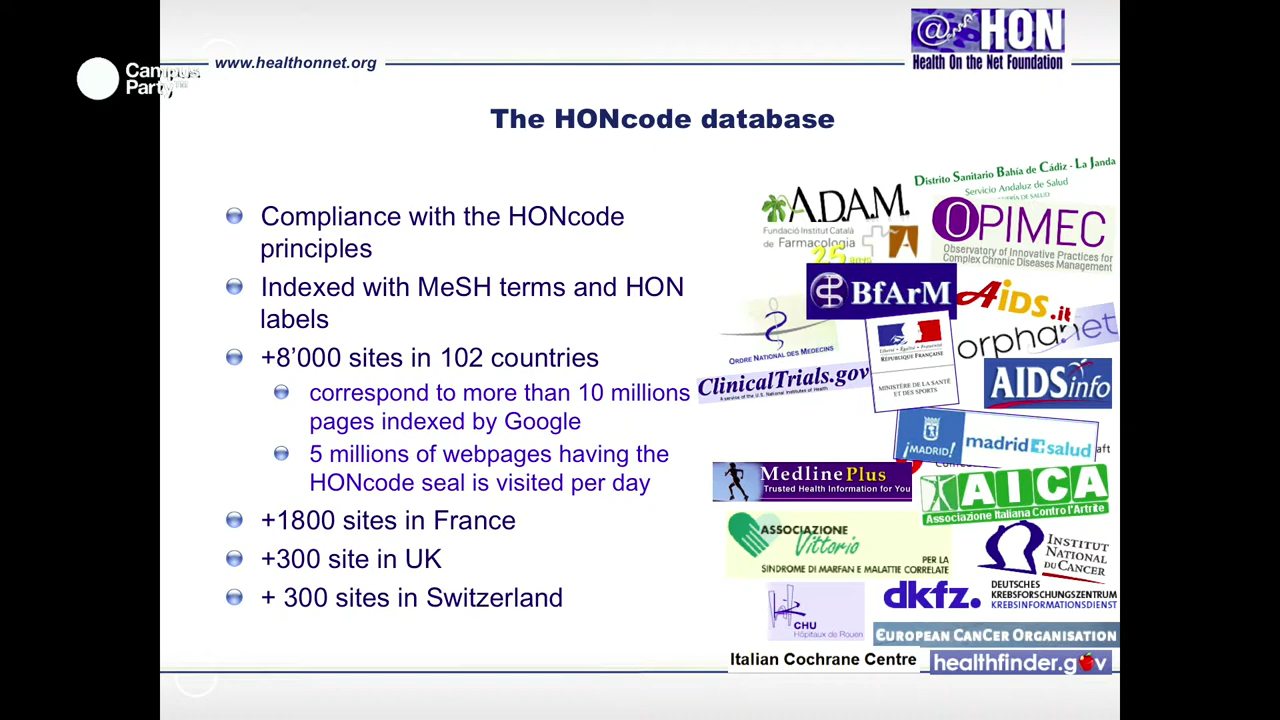 www.healthonnet.org
@ HON
Health On the Net Foundation
Campus
Party
The HONcode database
Compliance with the HONcode
principles
Indexed with MeSH terms and HON
labels
+8’000 sites in 102 countries
correspond to more than 10 millions
pages indexed by Google
5 millions of webpages having the
HONcode seal is visited per day
+1800 sites in France
+300 site in UK
+ 300 sites in Switzerland
Distrito Sanitario Bahía de Cádiz - La Janda
Servicio Andaluz de Salud
A.D.A.M.
Fundació Institut Català
de Farmacologia
OPIMEC
Observatory of Innovative Practices for
Complex Chronic Diseases Management
BfArM
AIDS.it
ORDRE NATIONAL DES MEDECINS
Liberté • Égalité • Fraternité
RÉPUBLIQUE FRANÇAISE
MINISTÈRE DE LA SANTÉ
ET DES SPORTS
orphanet
ClinicalTrials.gov
A service of the U.S. National Institutes of Health
AIDSinfo
¡MADRID!
madrid+salud
MedlinePlus
Trusted Health Information for You
AICA
Associazione Italiana Contro l'Artrite
ASSOCIAZIONE
Vittorio
PER LA
SINDROME DI MARFAN E MALATTIE CORRELATE
INSTITUT
NATIONAL
DU CANCER
CHU
Hôpitaux de Rouen
dkfz.
DEUTSCHES
KREBSFORSCHUNGSZENTRUM
KREBSINFORMATIONSDIENST
EUROPEAN CANCER ORGANISATION
Italian Cochrane Centre
healthfinder.gov